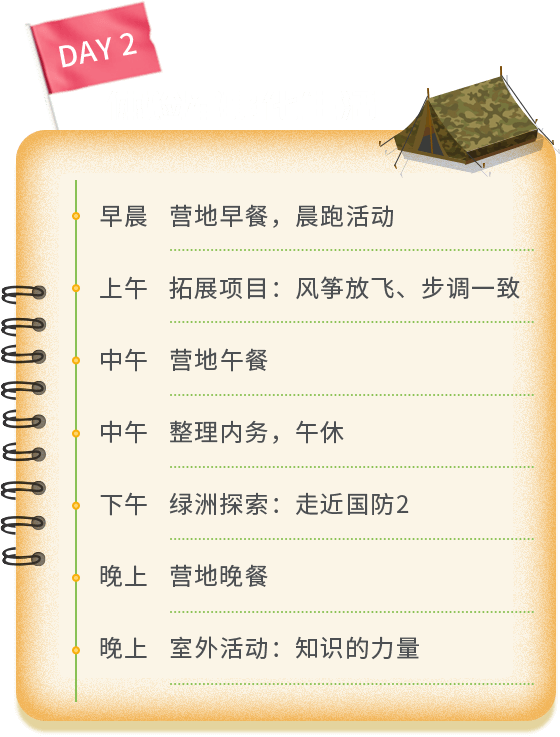 DAY 2
早晨 营地早餐，晨跑活动
上午 拓展项目：风筝放飞、步调一致
中午 营地午餐
中午 整理内务，午休
下午 绿洲探索：走近国防2
晚上 营地晚餐
晚上 室外活动：知识的力量